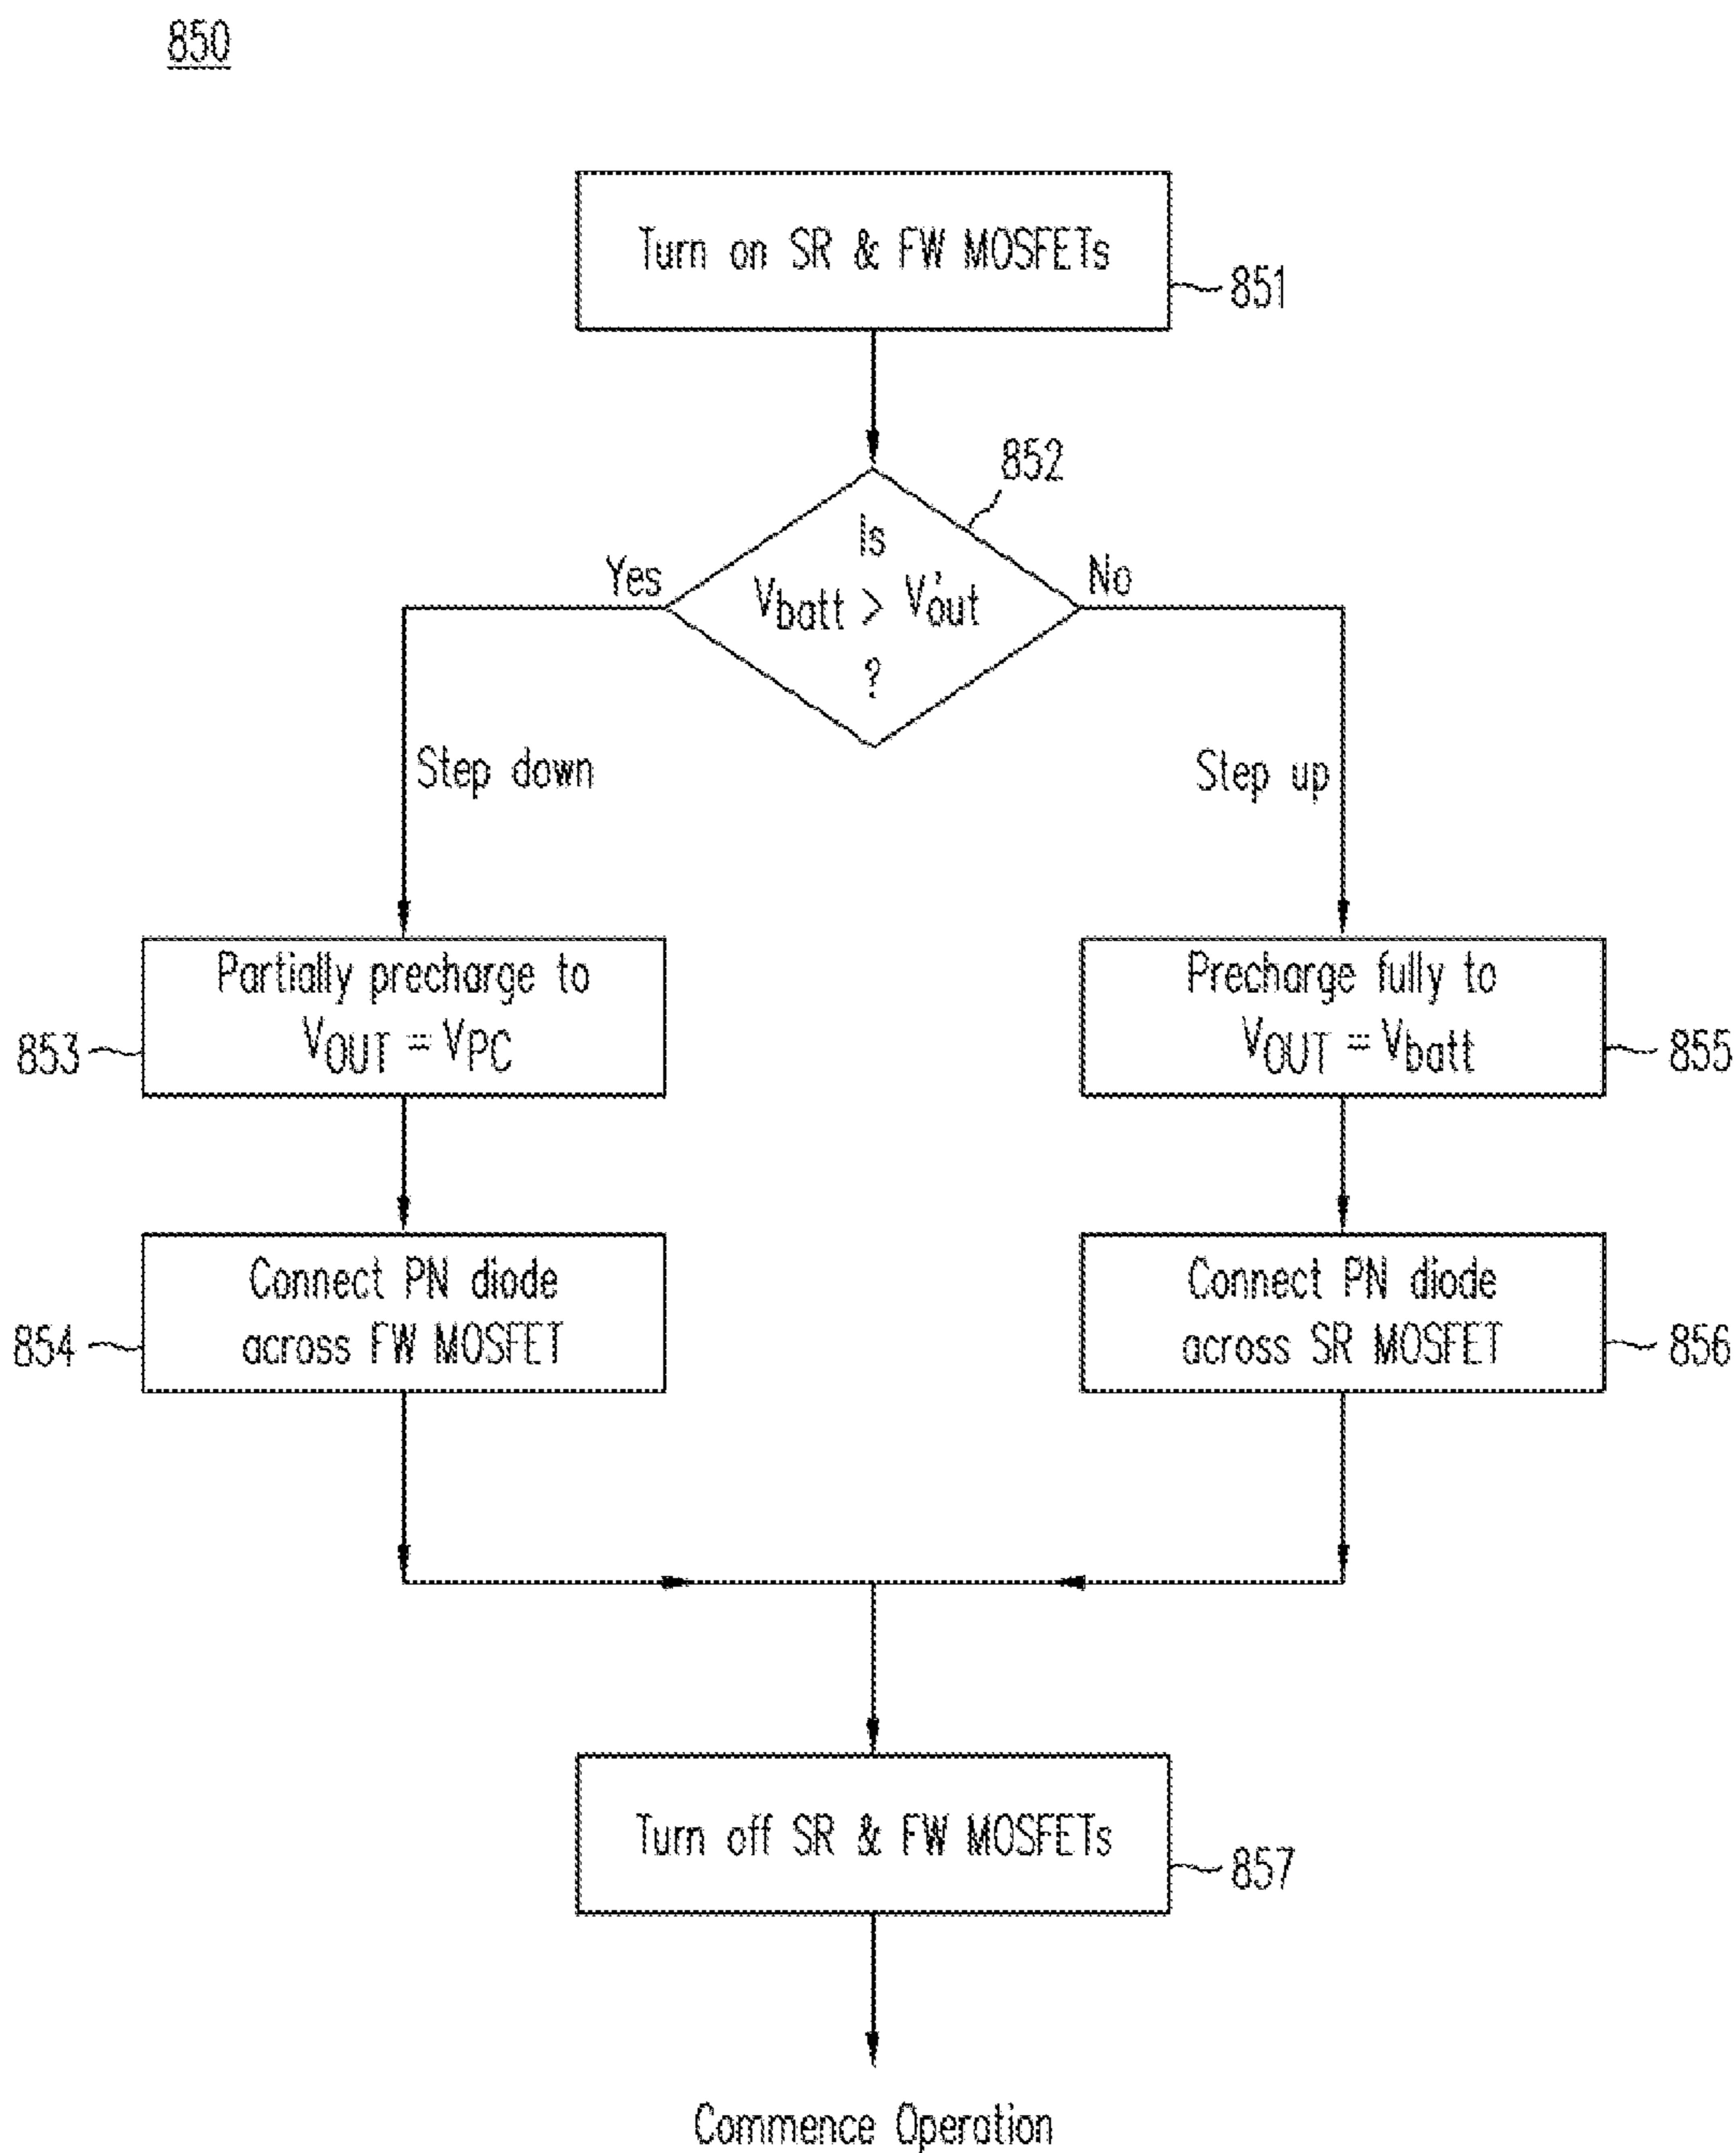 850
Turn on SR & FW MOSFETs
851
852
Is
Vbatt > V'out
?
Yes
No
Step down
Step up
Partially precharge to
VOUT = VPC
853
Precharge fully to
VOUT = Vbatt
855
Connect PN diode
across FW MOSFET
854
Connect PN diode
across SR MOSFET
856
Turn off SR & FW MOSFETs
857
Commence Operation